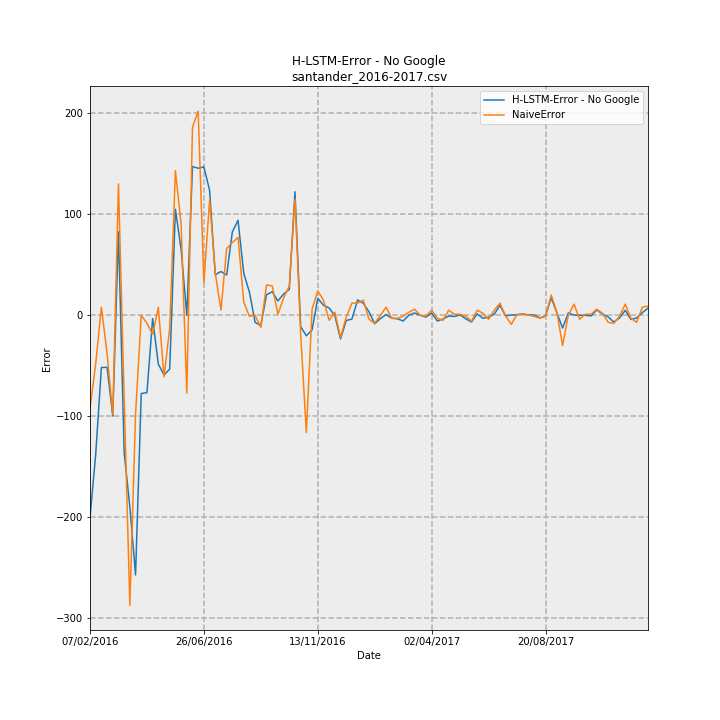 H-LSTM-Error - No Google
santander_2016-2017.csv
H-LSTM-Error - No Google
NaiveError
200
100
0
−100
−200
−300
Error
07/02/2016
26/06/2016
13/11/2016
02/04/2017
20/08/2017
Date